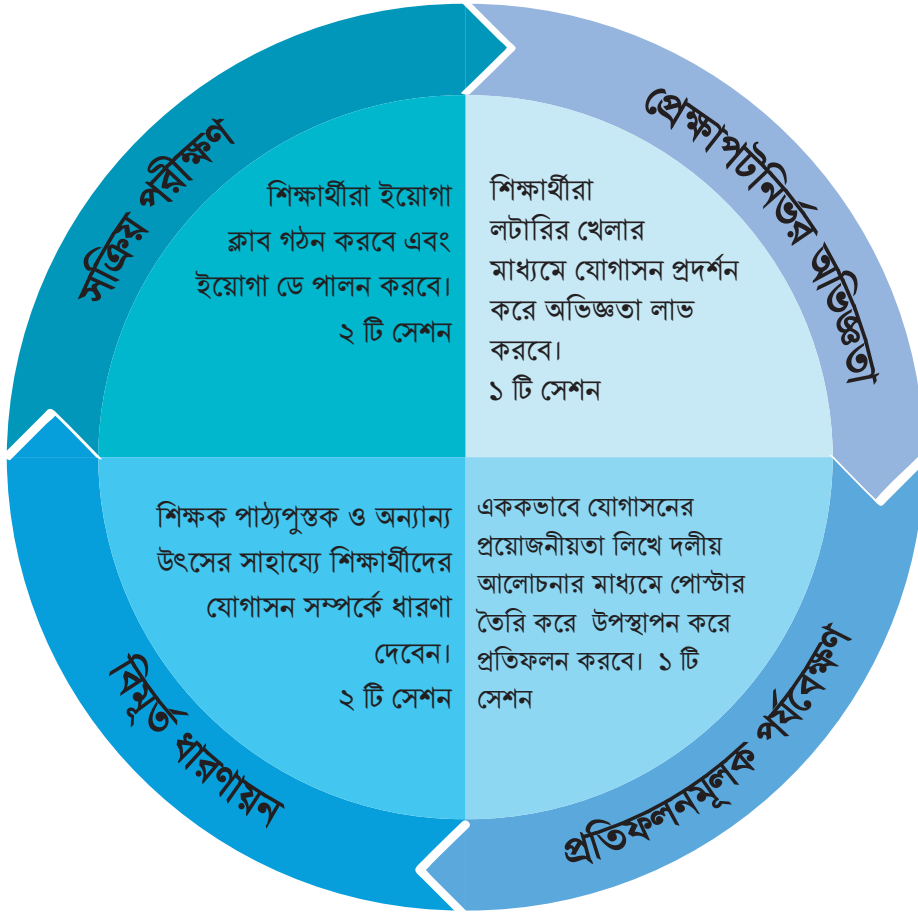 প্রেক্ষাপটনির্ভর অভিজ্ঞতা
শিক্ষার্থীরা
লটারির খেলার
মাধ্যমে যোগাসন প্রদর্শন
করে অভিজ্ঞতা লাভ
করবে।
১ টি সেশন
প্রতিফলনমূলক পর্যবেক্ষণ
এককভাবে যোগাসনের
প্রয়োজনীয়তা লিখে দলীয়
আলোচনার মাধ্যমে পোস্টার
তৈরি করে উপস্থাপন করে
প্রতিফলন করবে। ১ টি
সেশন
বিমূর্ত ধারণায়ন
শিক্ষক পাঠ্যপুস্তক ও অন্যান্য
উৎসের সাহায্যে শিক্ষার্থীদের
যোগাসন সম্পর্কে ধারণা
দেবেন।
২ টি সেশন
সক্রিয় পরীক্ষণ
শিক্ষার্থীরা ইয়োগা
ক্লাব গঠন করবে এবং
ইয়োগা ডে পালন করবে।
২ টি সেশন